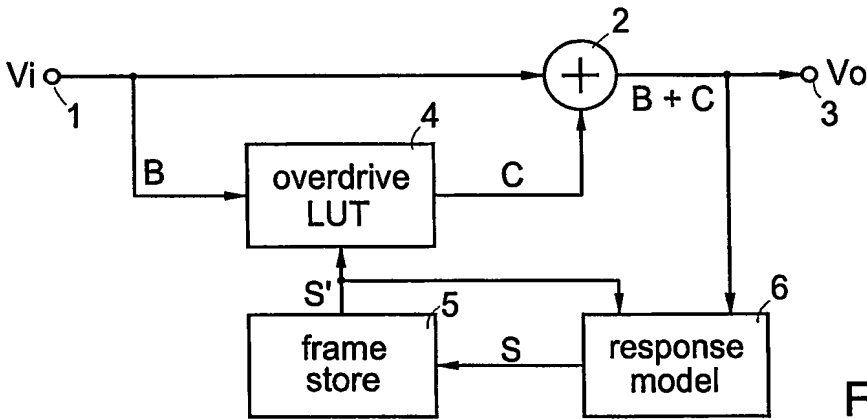 2
Vi
1
Vo
3
B + C
4
B
overdrive
LUT
C
S'
5
6
frame
store
S
response
model
F